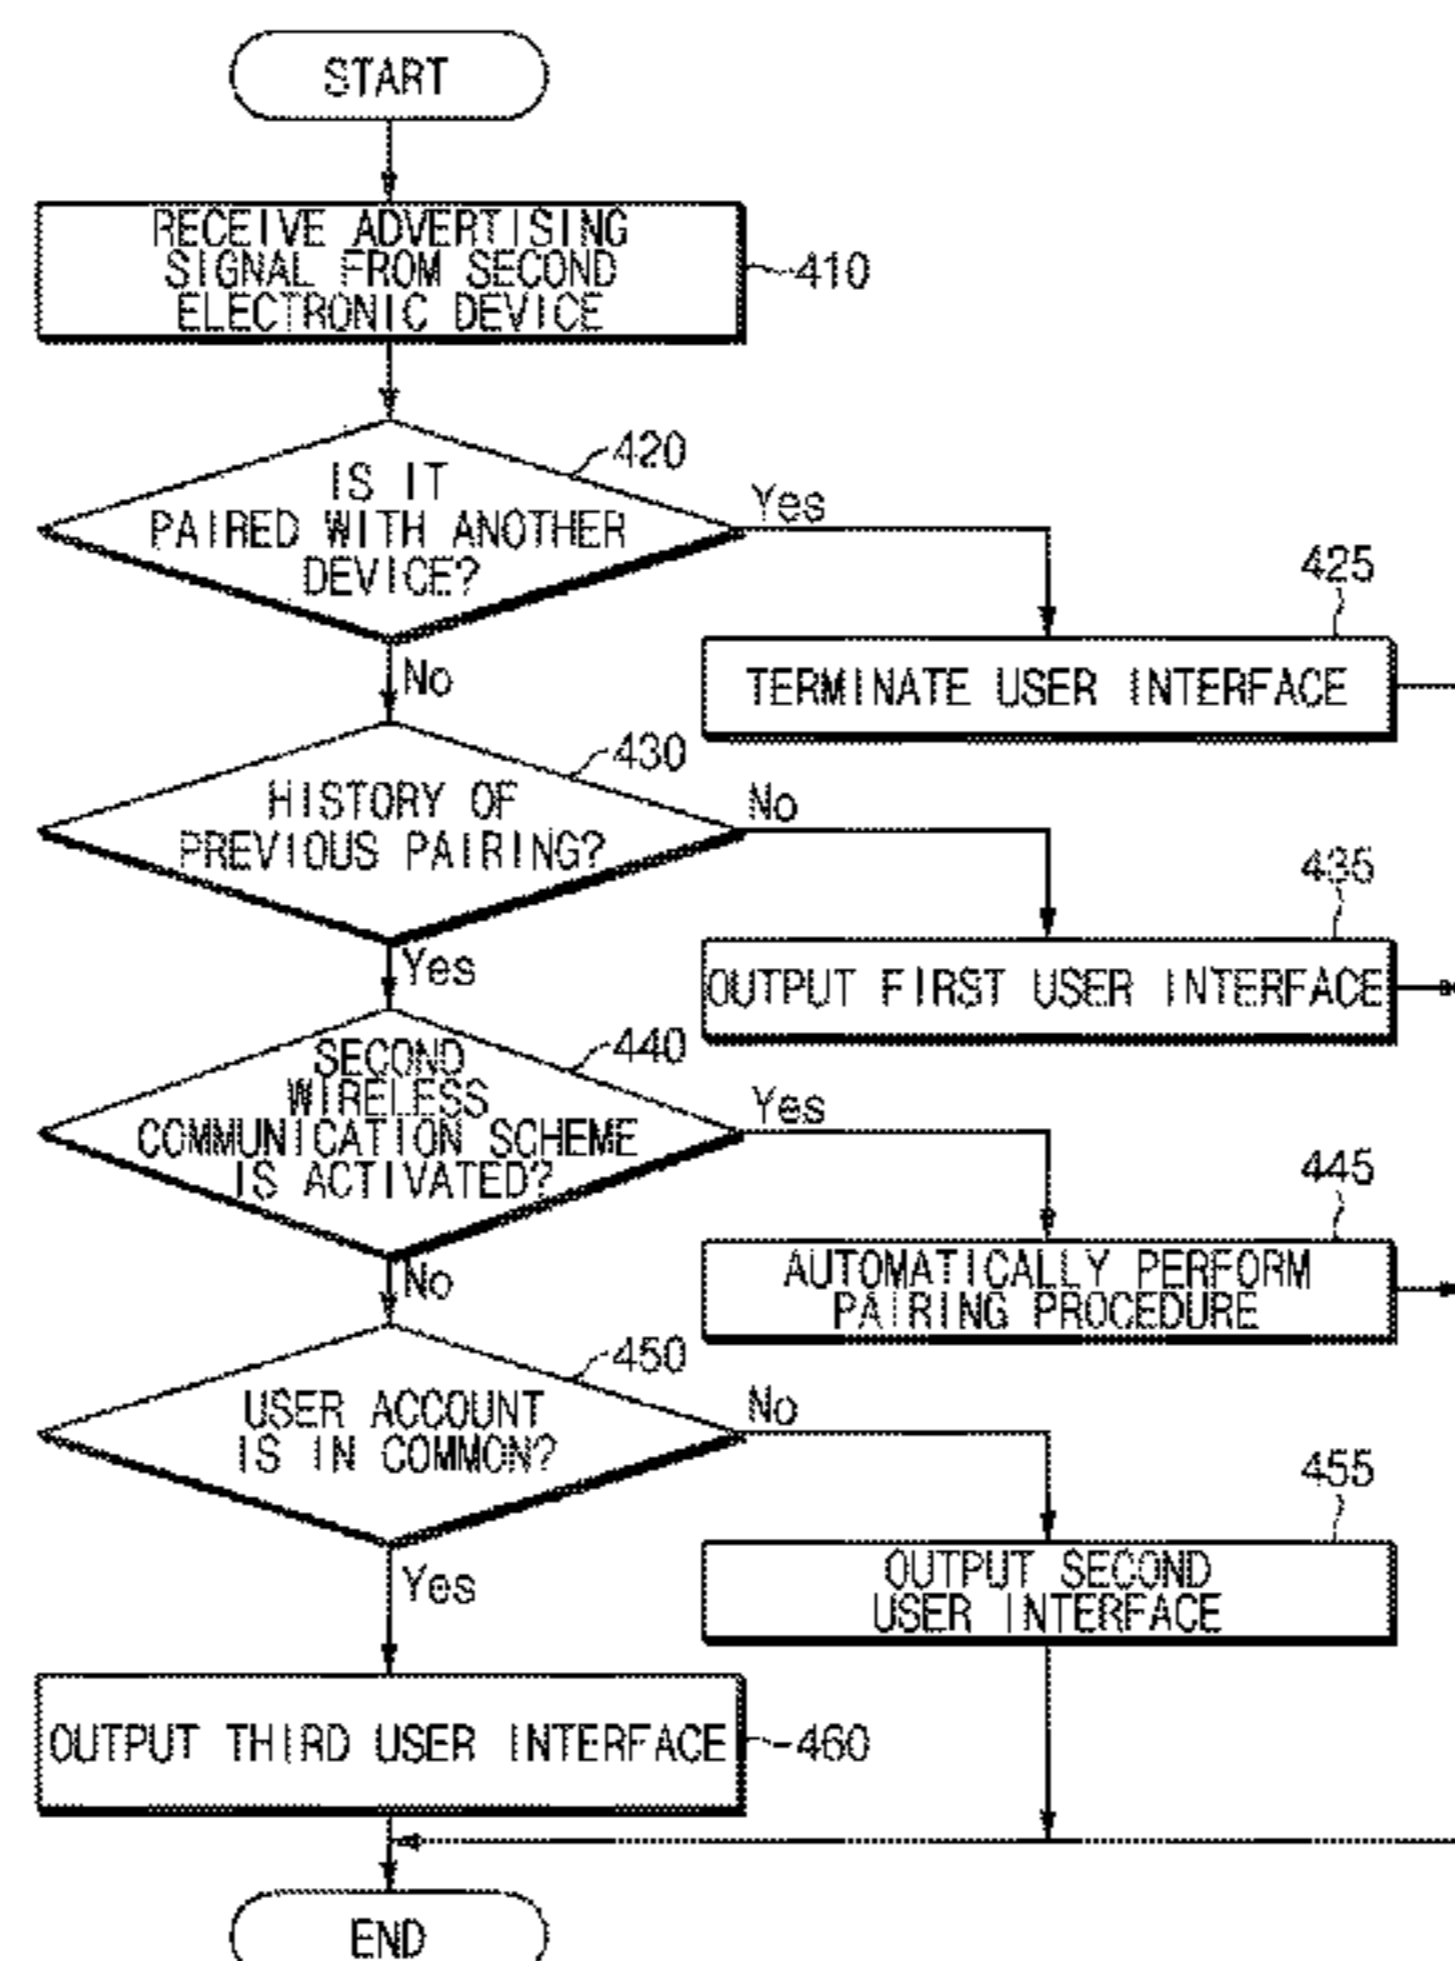 START
RECEIVE ADVERTISING
SIGNAL FROM SECOND
ELECTRONIC DEVICE
410
IS IT
PAIRED WITH ANOTHER
DEVICE?
420
Yes
No
425
TERMINATE USER INTERFACE
HISTORY OF
PREVIOUS PAIRING?
430
No
Yes
435
OUTPUT FIRST USER INTERFACE
SECOND
WIRELESS
COMMUNICATION SCHEME
IS ACTIVATED?
440
Yes
No
445
AUTOMATICALLY PERFORM
PAIRING PROCEDURE
USER ACCOUNT
IS IN COMMON?
450
No
Yes
455
OUTPUT SECOND
USER INTERFACE
OUTPUT THIRD USER INTERFACE
460
END